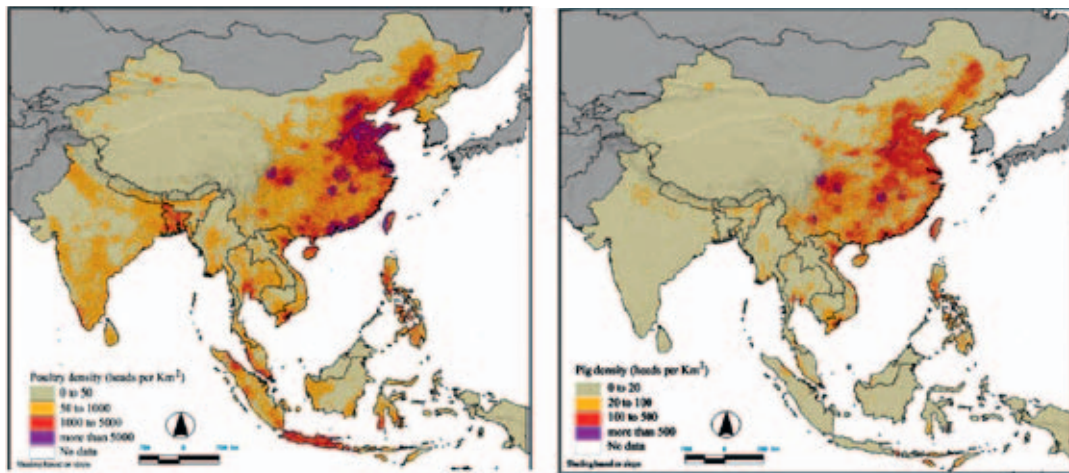 Poultry density (heads per Km²)
0 to 50
50 to 1000
1000 to 5000
more than 5000
No data
Pig density (heads per Km²)
0 to 20
20 to 100
100 to 500
more than 500
No data